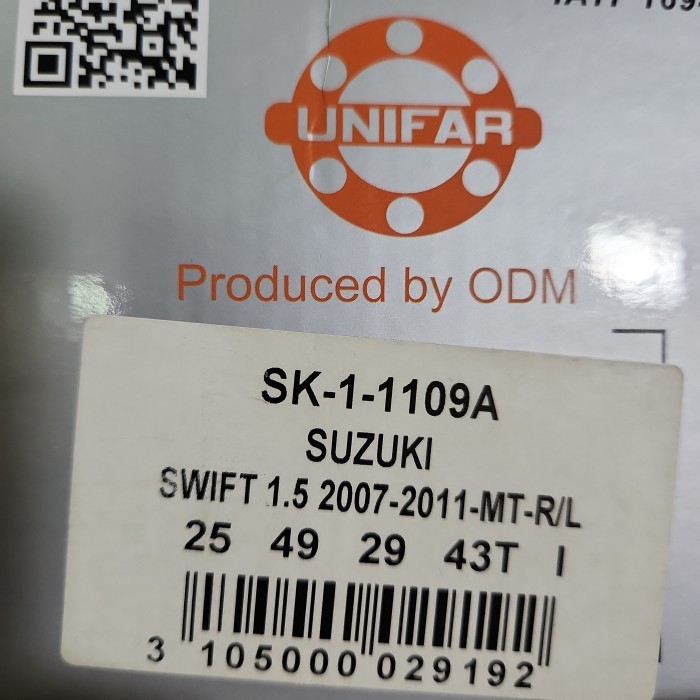 UNIFAR
Produced by ODM
SK-1-1109A
SUZUKI
SWIFT 1.5 2007-2011-MT-R/L
25 49 29 43T I
3 105000 029192